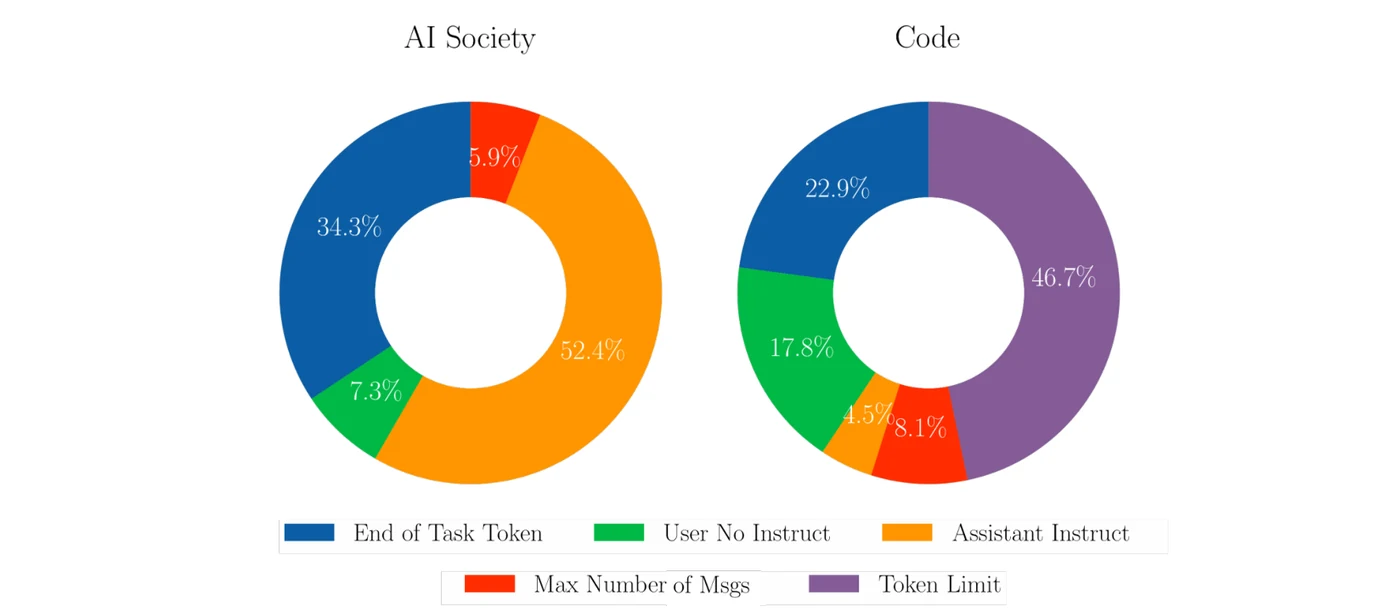 AI Society
Code
5.9%
34.3%
52.4%
7.3%
22.9%
46.7%
17.8%
4.5%
8.1%
End of Task Token
User No Instruct
Assistant Instruct
Max Number of Msgs
Token Limit